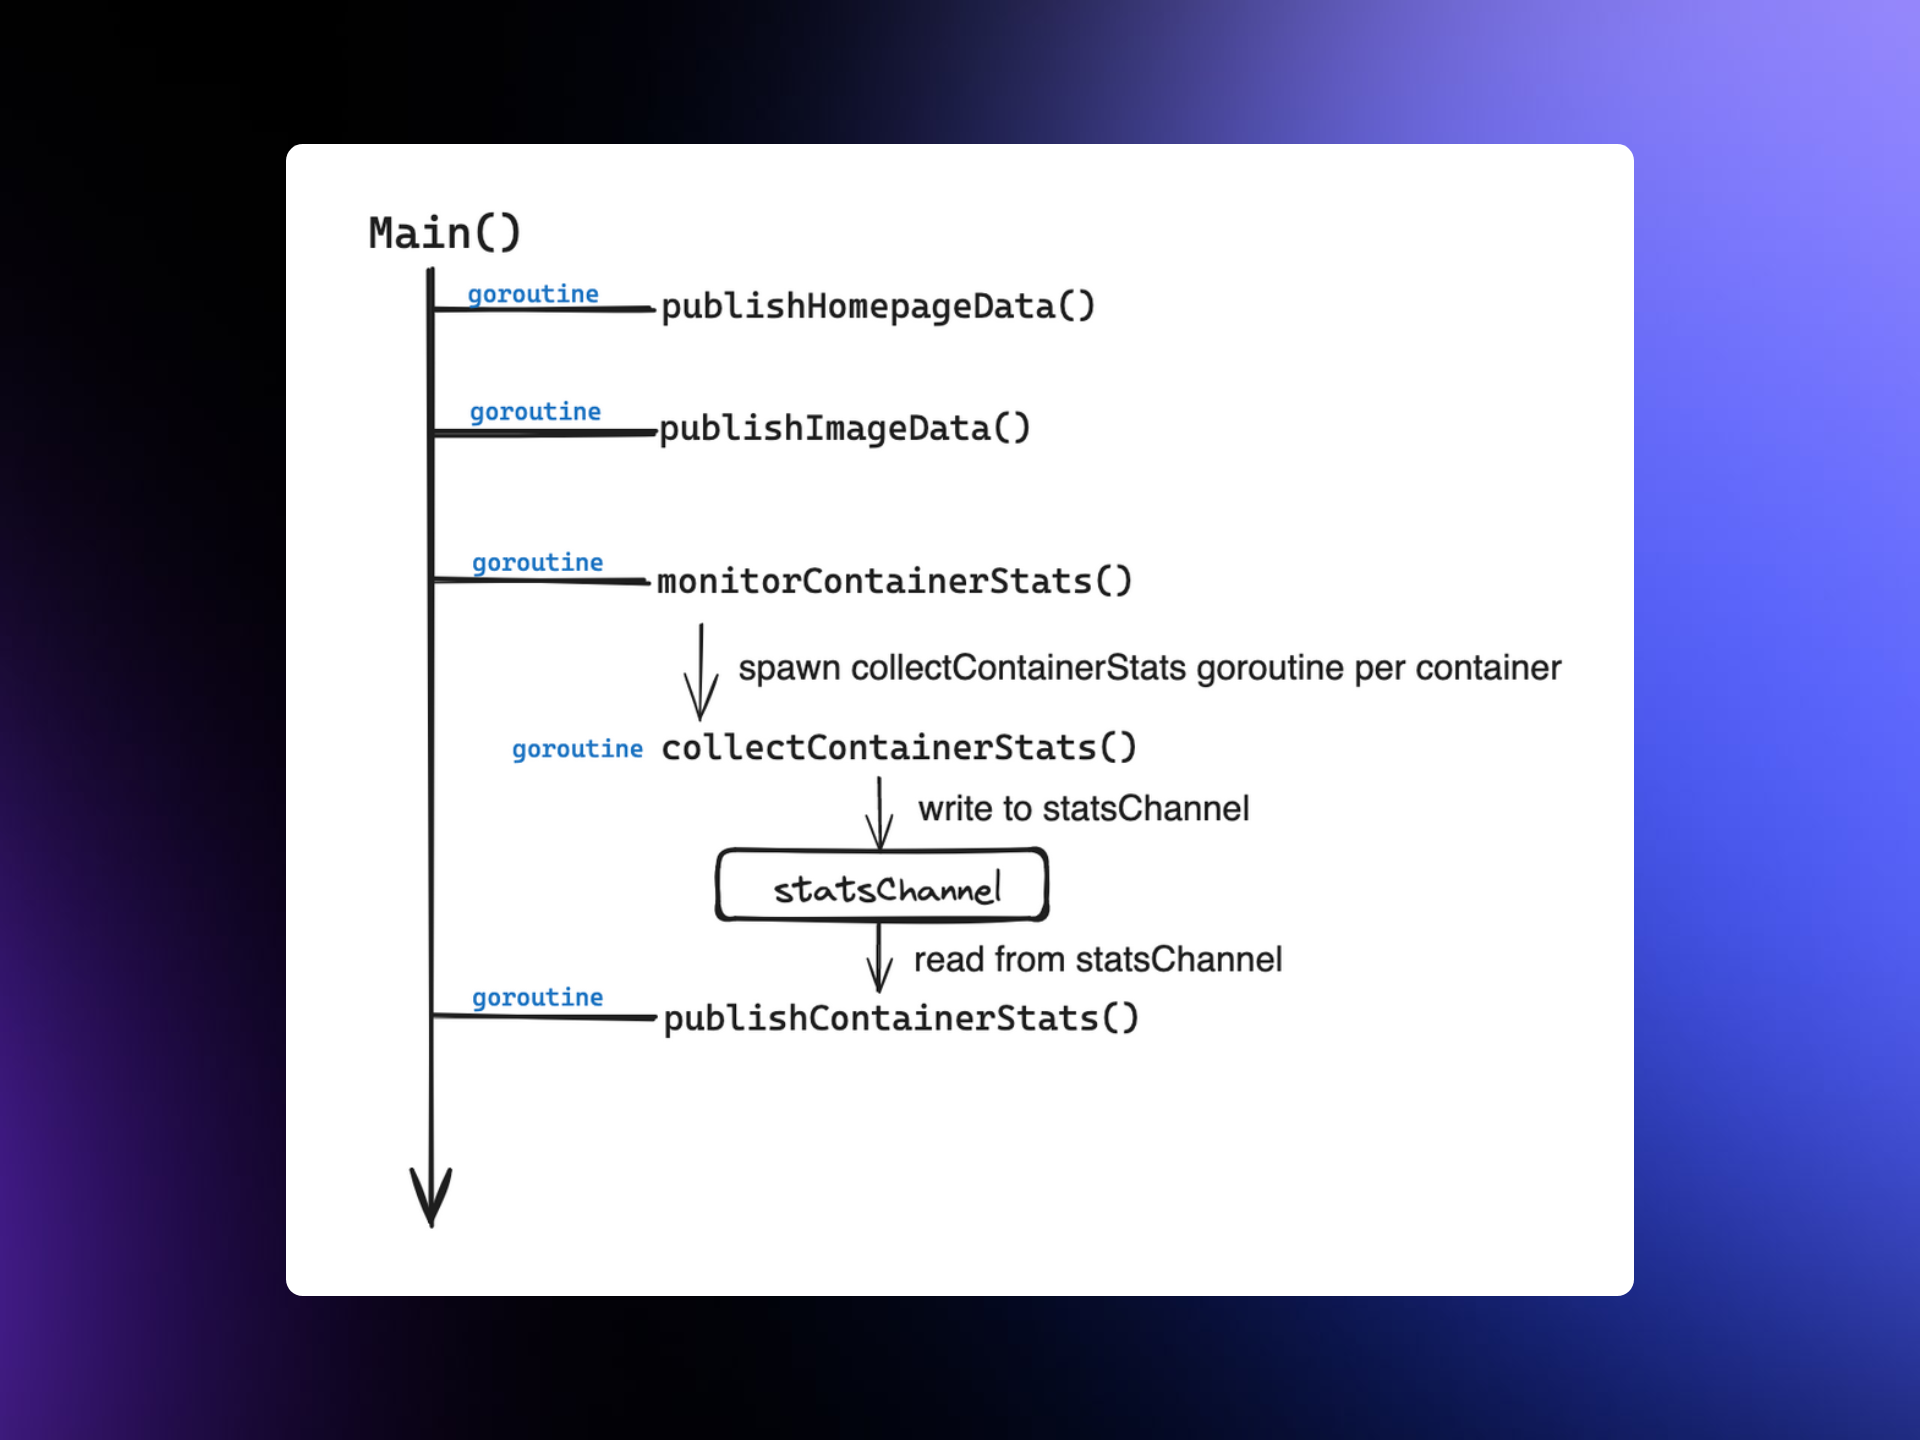 Main()
goroutine
publishHomepageData()
goroutine
publishImageData()
goroutine
monitorContainerStats()
spawn collectContainerStats goroutine per container
goroutine collectContainerStats()
write to statsChannel
statsChannel
read from statsChannel
goroutine
publishContainerStats()